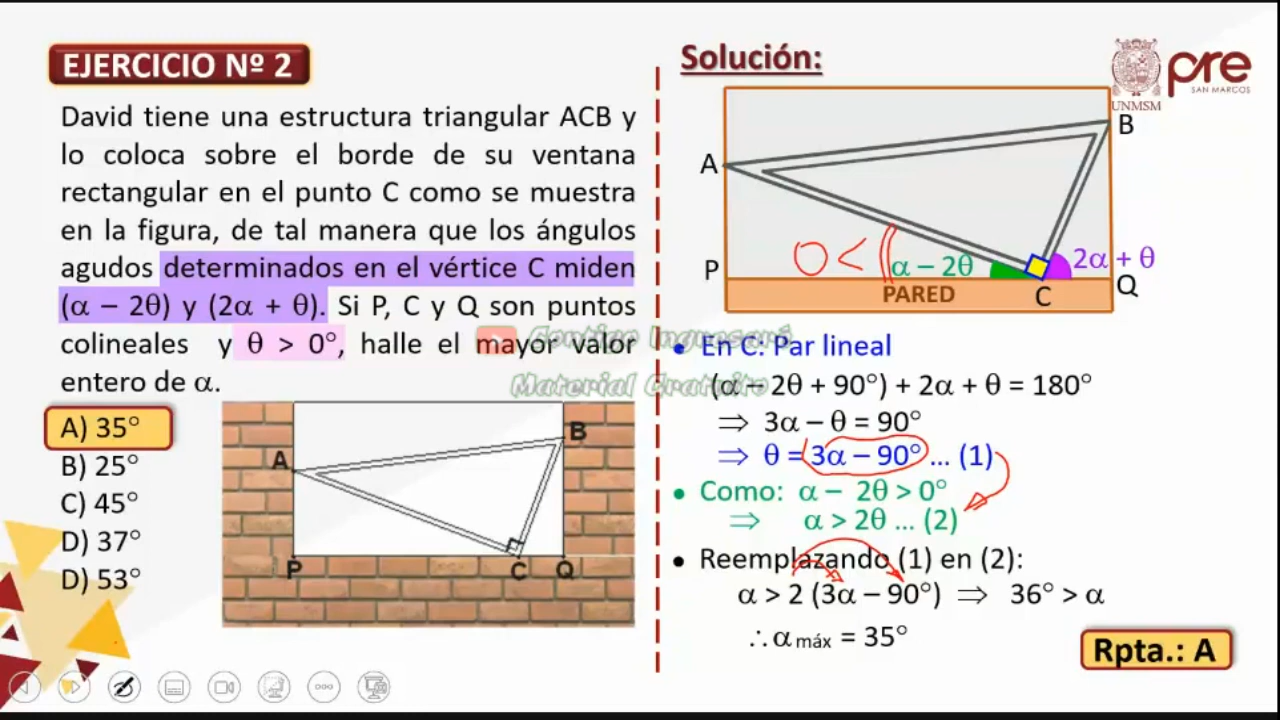 EJERCICIO Nº 2
David tiene una estructura triangular ACB y
lo coloca sobre el borde de su ventana
rectangular en el punto C como se muestra
en la figura, de tal manera que los ángulos
agudos determinados en el vértice C miden
(α − 2θ) y (2α + θ). Si P, C y Q son puntos
colineales y θ > 0°, halle el mayor valor
entero de α.
A) 35°
B) 25°
C) 45°
D) 37°
D) 53°
A
B
P
C
Q
Solución:
UNMSM
pre
SAN MARCOS
A
B
P
0 <
α − 2θ
2α + θ
PARED
C
Q
Contigo Ingresaré
Material Gratuito
• En C: Par lineal
(α − 2θ + 90°) + 2α + θ = 180°
⇒ 3α − θ = 90°
⇒ θ = 3α − 90° ... (1)
• Como: α − 2θ > 0°
⇒ α > 2θ ... (2)
• Reemplazando (1) en (2):
α > 2 (3α − 90°) ⇒ 36° > α
∴ α máx = 35°
Rpta.: A